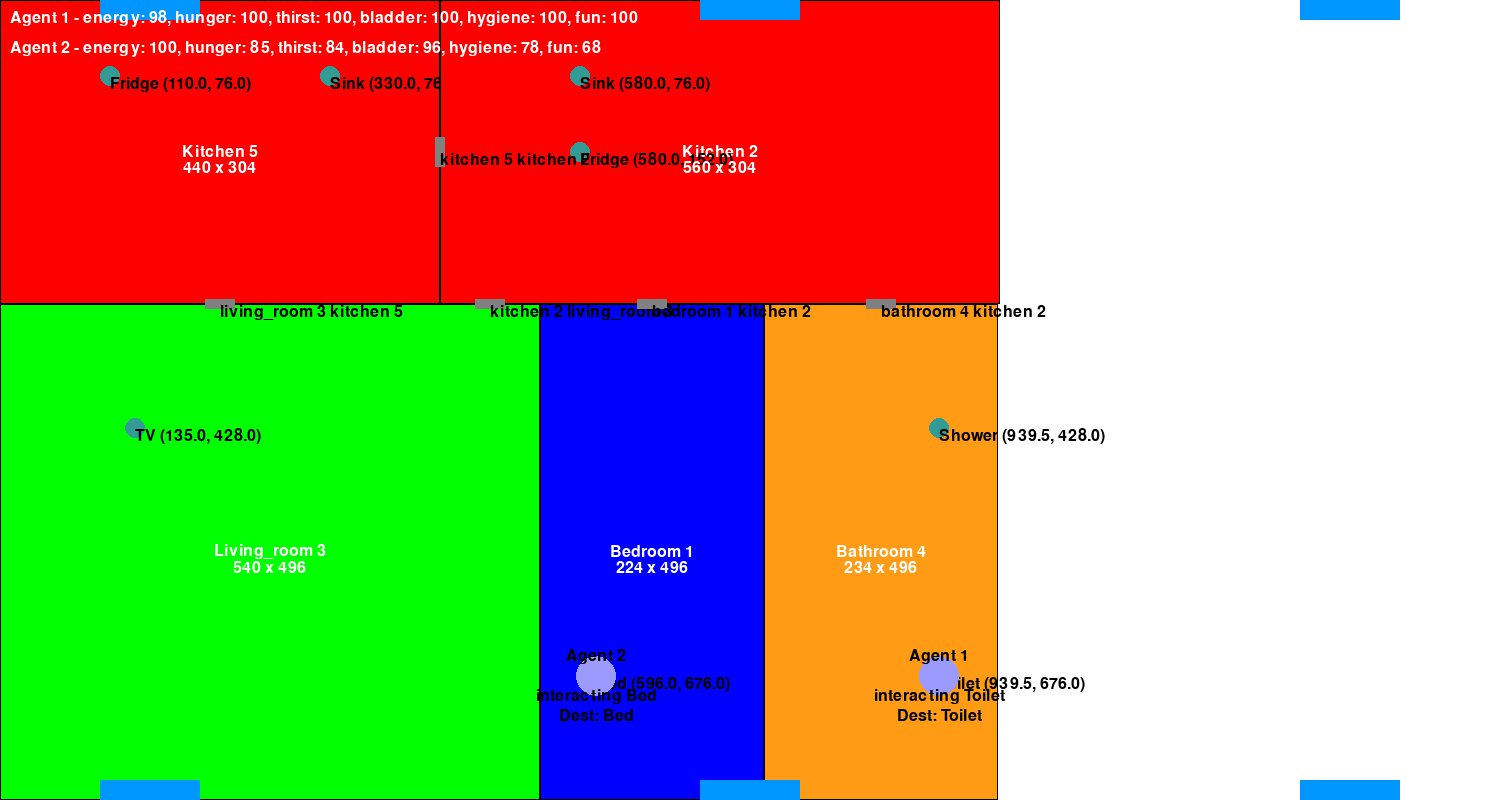 Agent 1 - energy: 98, hunger: 100, thirst: 100, bladder: 100, hygiene: 100, fun: 100
Agent 2 - energy: 100, hunger: 85, thirst: 84, bladder: 96, hygiene: 78, fun: 68
Fridge (110.0, 76.0)
Sink (330.0, 76
Sink (580.0, 76.0)
Kitchen 5
440 x 304
kitchen 5 kitchen 2
Fridge (580.0, 152.0)
Kitchen 2
560 x 304
living_room 3 kitchen 5
kitchen 2 living_room 3
bedroom 1 kitchen 2
bathroom 4 kitchen 2
TV (135.0, 428.0)
Shower (939.5, 428.0)
Living_room 3
540 x 496
Bedroom 1
224 x 496
Bathroom 4
234 x 496
Agent 2
(596.0, 676.0)
interacting Bed
Dest: Bed
Agent 1
(939.5, 676.0)
interacting Toilet
Dest: Toilet